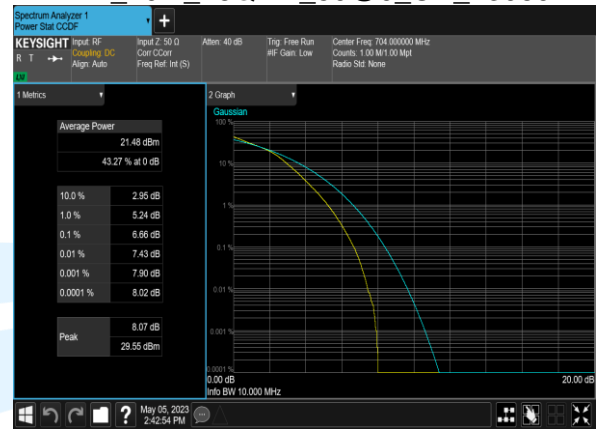 Spectrum Analyzer 1
Power Stat CCDF
+
KEYSIGHT
R T
LV
Input: RF
Coupling: DC
Align: Auto
Input Z: 50 Ω
Corr CCorr
Freq Ref: Int (S)
Atten: 40 dB
Trig: Free Run
#IF Gain: Low
Center Freq: 704.000000 MHz
Counts: 1.00 M/1.00 Mpt
Radio Std: None
1 Metrics
Average Power
21.48 dBm
43.27 % at 0 dB
10.0 % 2.95 dB
1.0 % 5.24 dB
0.1 % 6.66 dB
0.01 % 7.43 dB
0.001 % 7.90 dB
0.0001 % 8.02 dB
Peak
8.07 dB
29.55 dBm
2 Graph
Gaussian
100 %
10 %
1 %
0.1 %
0.01 %
0.001 %
0.0001 %
0.00 dB 20.00 dB
Info BW 10.000 MHz
?
May 05, 2023
2:42:54 PM